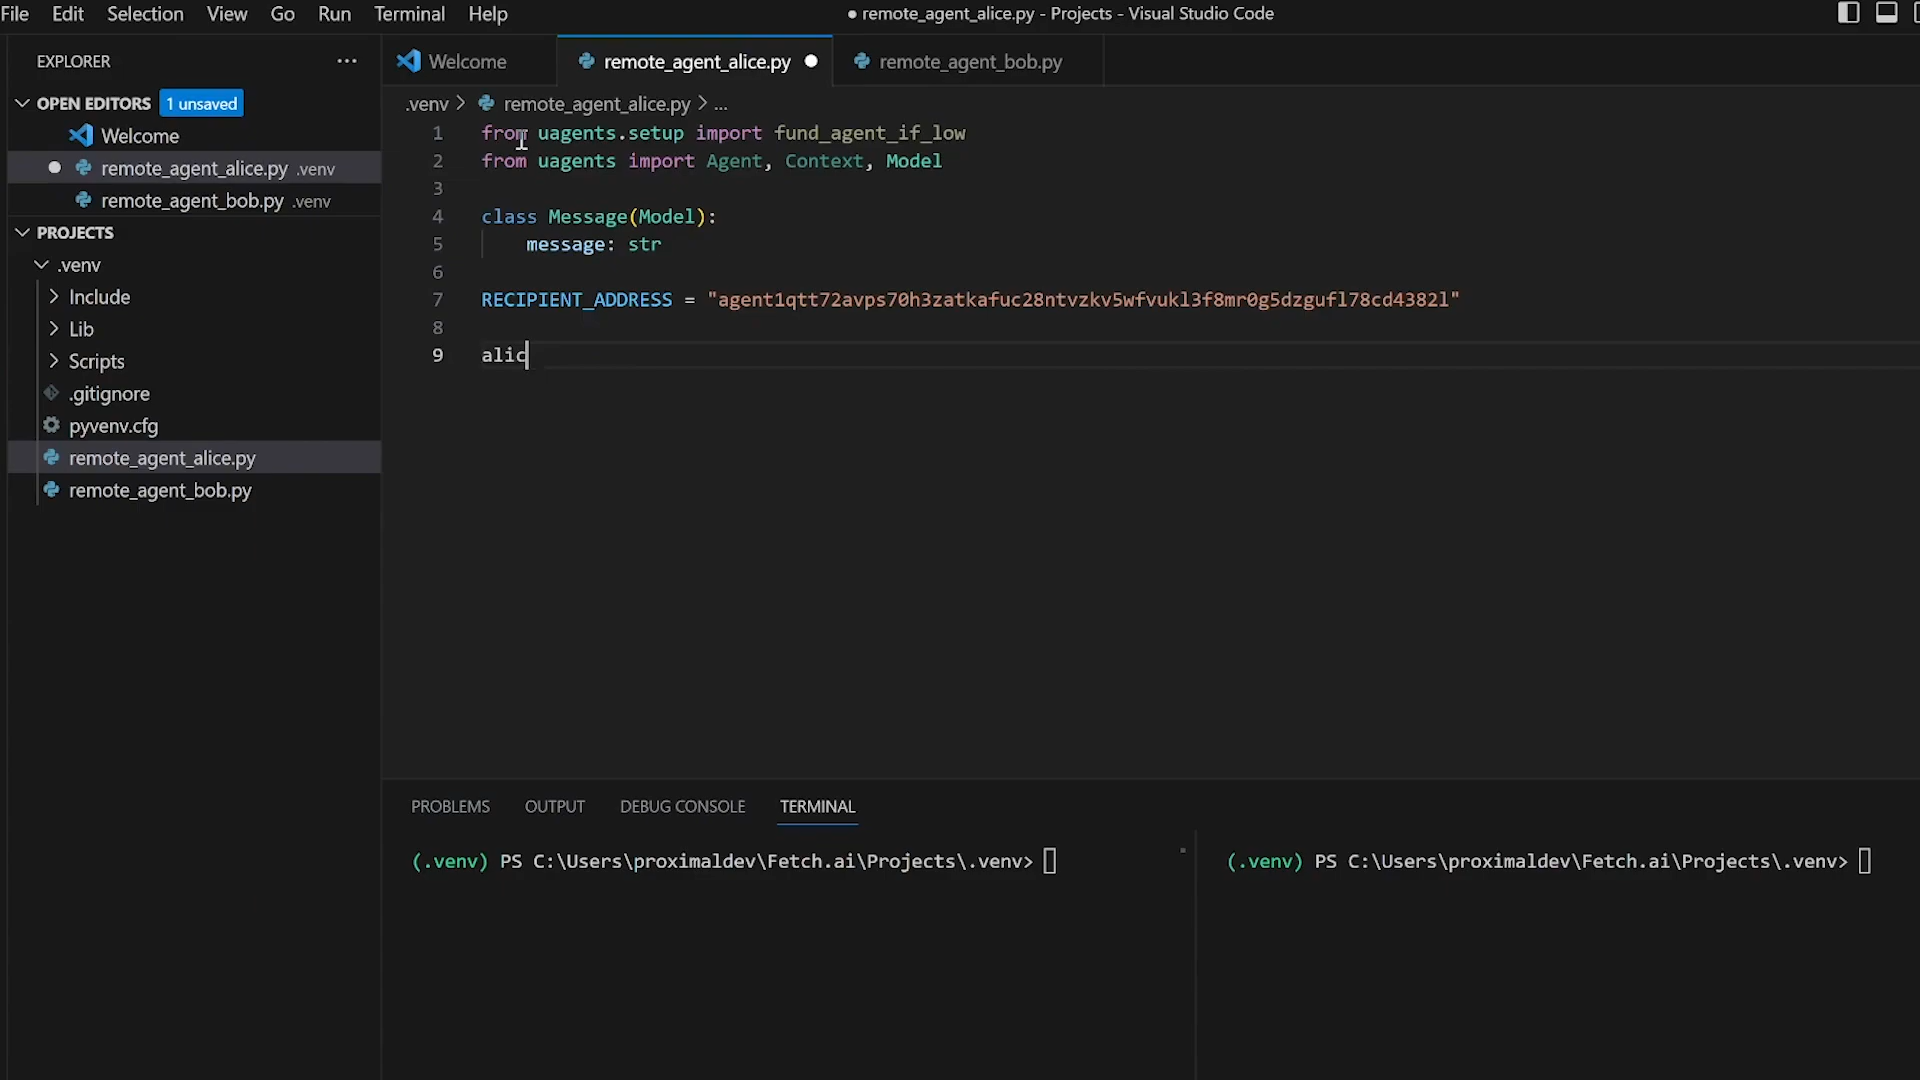 File Edit Selection View Go Run Terminal Help
● remote_agent_alice.py - Projects - Visual Studio Code
EXPLORER ...
OPEN EDITORS 1 unsaved
Welcome
remote_agent_alice.py .venv
remote_agent_bob.py .venv
PROJECTS
.venv
Include
Lib
Scripts
.gitignore
pyvenv.cfg
remote_agent_alice.py
remote_agent_bob.py
Welcome
remote_agent_alice.py
remote_agent_bob.py
.venv > remote_agent_alice.py > ...
1 from uagents.setup import fund_agent_if_low
2 from uagents import Agent, Context, Model
3
4 class Message(Model):
5 message: str
6
7 RECIPIENT_ADDRESS = "agent1qtt72avps70h3zatkafuc28ntvzkv5wfvukl3f8mr0g5dzgufl78cd4382l"
8
9 alic
PROBLEMS OUTPUT DEBUG CONSOLE TERMINAL
(.venv) PS C:\Users\proximaldev\Fetch.ai\Projects\.venv>
(.venv) PS C:\Users\proximaldev\Fetch.ai\Projects\.venv>